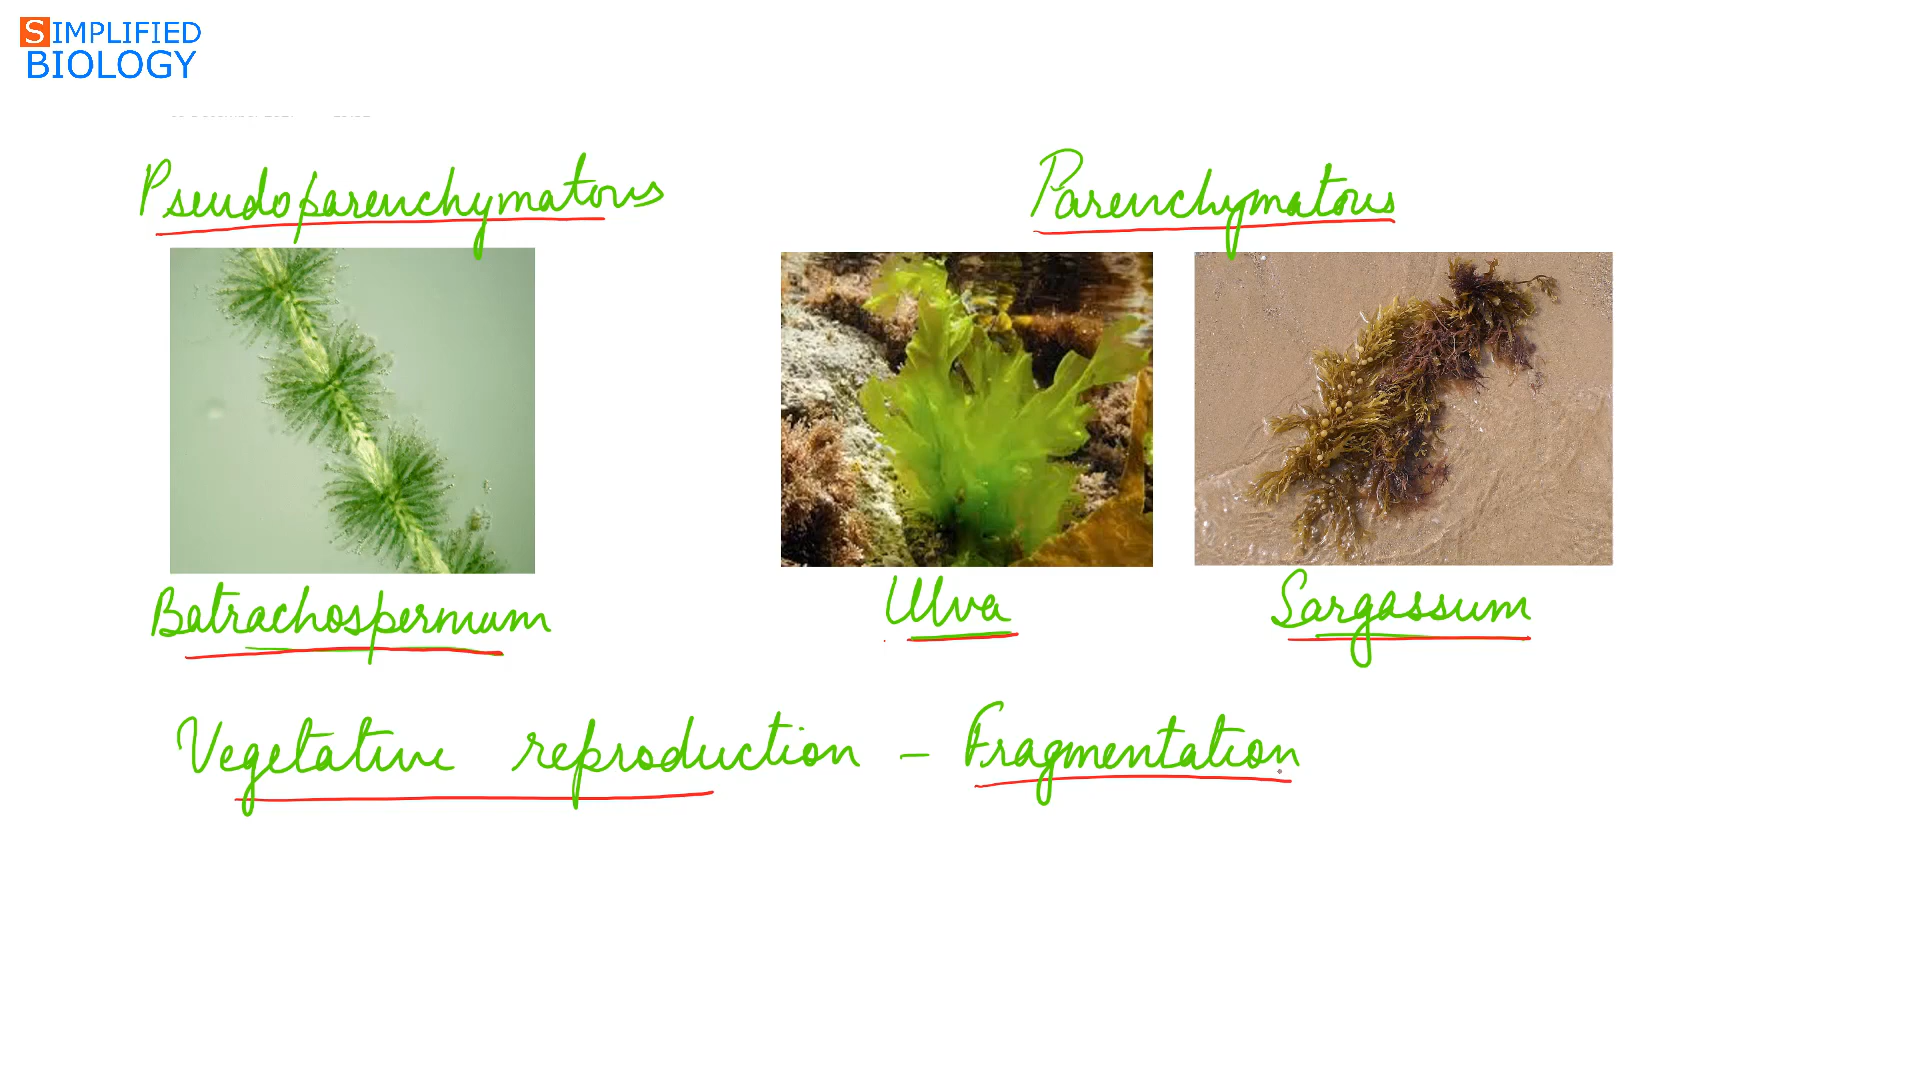 SIMPLIFIED
BIOLOGY
Pseudoparenchymatous
Parenchymatous
Batrachospermum
Ulva
Sargassum
Vegetative reproduction - Fragmentation